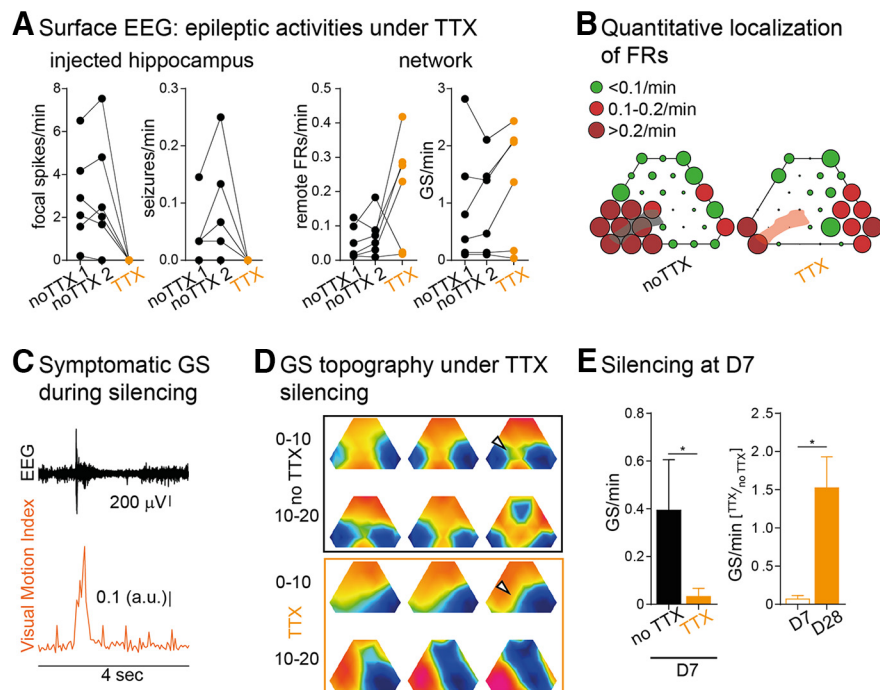 A Surface EEG: epileptic activities under TTX
injected hippocampus
network
focal spikes/min
8
6
4
2
0
noTTX 1
noTTX 2
TTX
seizures/min
0.3
0.2
0.1
0.0
noTTX 1
noTTX 2
TTX
remote FRs/min
0.5
0.4
0.3
0.2
0.1
0.0
noTTX 1
noTTX 2
TTX
GS/min
3
2
1
0
noTTX 1
noTTX 2
TTX
B Quantitative localization
of FRs
<0.1/min
0.1-0.2/min
>0.2/min
noTTX
TTX
C Symptomatic GS
during silencing
EEG
200 µV
Visual Motion Index
0.1 (a.u.)
4 sec
D GS topography under TTX
silencing
no TTX
0-10
10-20
TTX
0-10
10-20
E Silencing at D7
GS/min
0.8
0.6
0.4
0.2
0
*
no TTX
TTX
D7
GS/min [TTX/no TTX]
2.5
2.0
1.5
1.0
0.5
0
*
D7
D28